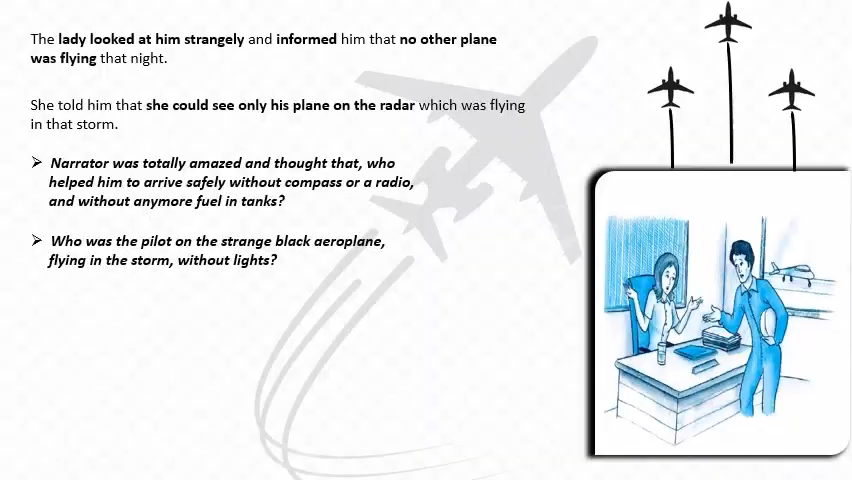 The lady looked at him strangely and informed him that no other plane
was flying that night.
She told him that she could see only his plane on the radar which was flying
in that storm.
➢ Narrator was totally amazed and thought that, who
helped him to arrive safely without compass or a radio,
and without anymore fuel in tanks?
➢ Who was the pilot on the strange black aeroplane,
flying in the storm, without lights?